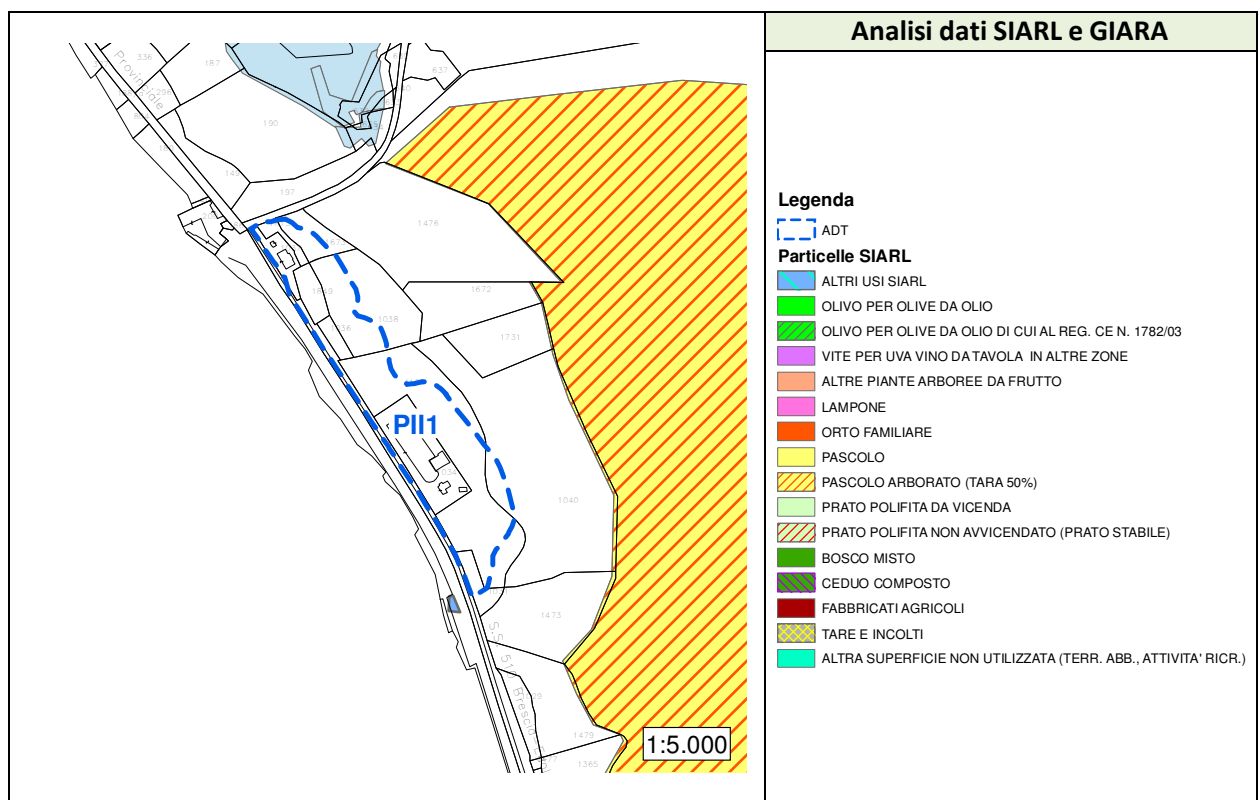 Analisi dati SIARL e GIARA
Provinciale
336
187
637
296
190
197
1476
1672
1038
1731
PII1
1040
1473
S.S. 510 Brescia
1479
1365
1:5.000
Legenda
ADT
Particelle SIARL
ALTRI USI SIARL
OLIVO PER OLIVE DA OLIO
OLIVO PER OLIVE DA OLIO DI CUI AL REG. CE N. 1782/03
VITE PER UVA VINO DA TAVOLA IN ALTRE ZONE
ALTRE PIANTE ARBOREE DA FRUTTO
LAMPONE
ORTO FAMILIARE
PASCOLO
PASCOLO ARBORATO (TARA 50%)
PRATO POLIFITA DA VICENDA
PRATO POLIFITA NON AVVICENDATO (PRATO STABILE)
BOSCO MISTO
CEDUO COMPOSTO
FABBRICATI AGRICOLI
TARE E INCOLTI
ALTRA SUPERFICIE NON UTILIZZATA (TERR. ABB., ATTIVITA' RICR.)